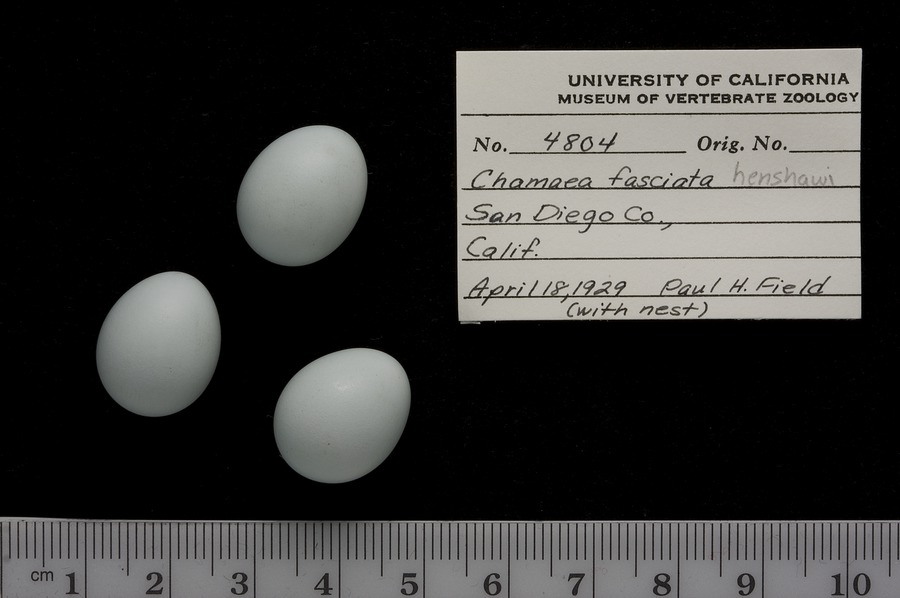 UNIVERSITY OF CALIFORNIA
MUSEUM OF VERTEBRATE ZOOLOGY
No. 4804 Orig. No.
Chamaea fasciata henshawi
San Diego Co.,
Calif.
April 18, 1929 Paul H. Field
(with nest)
cm 1 2 3 4 5 6 7 8 9 10